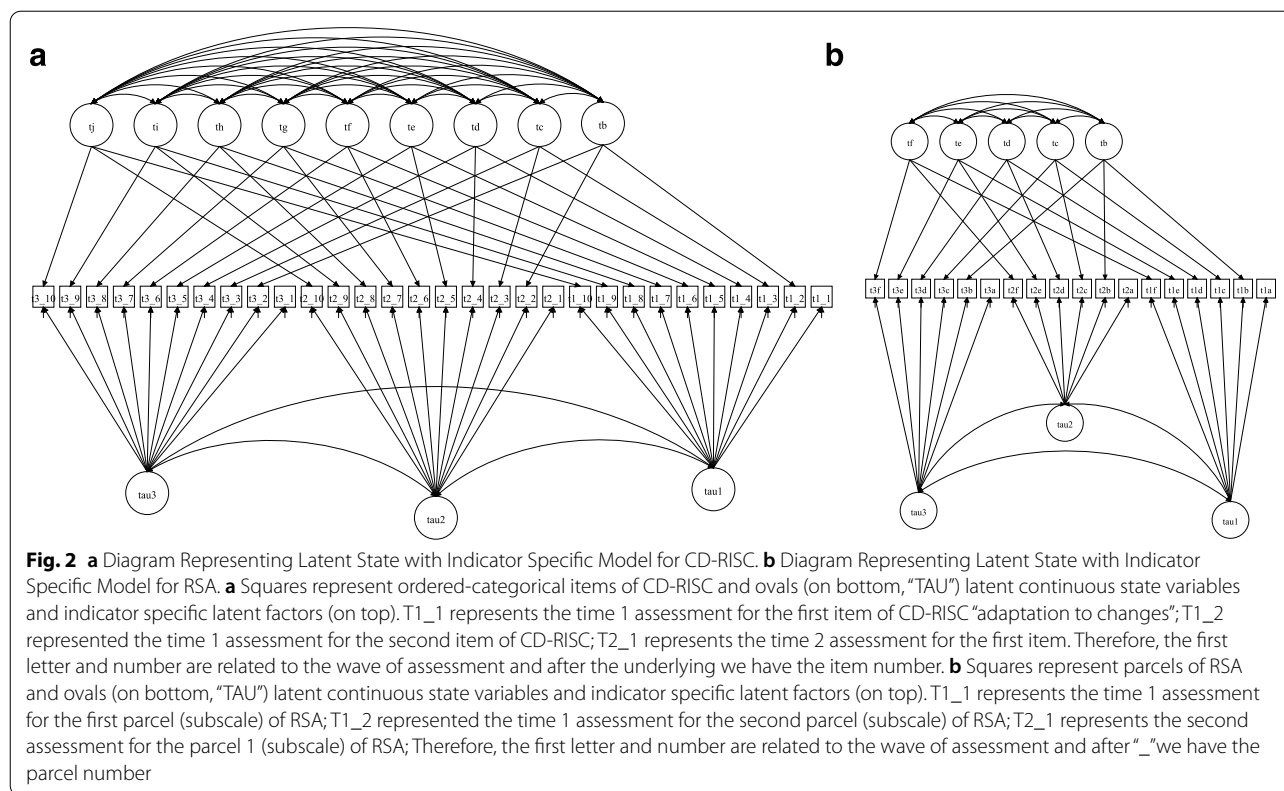 a
tj ti th tg tf te td tc tb
t3_10 t3_9 t3_8 t3_7 t3_6 t3_5 t3_4 t3_3 t3_2 t3_1 t2_10 t2_9 t2_8 t2_7 t2_6 t2_5 t2_4 t2_3 t2_2 t2_1 t1_10 t1_9 t1_8 t1_7 t1_6 t1_5 t1_4 t1_3 t1_2 t1_1
tau3 tau2 tau1
b
tf te td tc tb
t3f t3e t3d t3c t3b t3a t2f t2e t2d t2c t2b t2a t1f t1e t1d t1c t1b t1a
tau2
tau3 tau1
Fig. 2 a Diagram Representing Latent State with Indicator Specific Model for CD-RISC. b Diagram Representing Latent State with Indicator
Specific Model for RSA. a Squares represent ordered-categorical items of CD-RISC and ovals (on bottom, “TAU”) latent continuous state variables
and indicator specific latent factors (on top). T1_1 represents the time 1 assessment for the first item of CD-RISC “adaptation to changes”; T1_2
represented the time 1 assessment for the second item of CD-RISC; T2_1 represents the time 2 assessment for the first item. Therefore, the first
letter and number are related to the wave of assessment and after the underlying we have the item number. b Squares represent parcels of RSA
and ovals (on bottom, “TAU”) latent continuous state variables and indicator specific latent factors (on top). T1_1 represents the time 1 assessment
for the first parcel (subscale) of RSA; T1_2 represented the time 1 assessment for the second parcel (subscale) of RSA; T2_1 represents the second
assessment for the parcel 1 (subscale) of RSA; Therefore, the first letter and number are related to the wave of assessment and after “_” we have the
parcel number